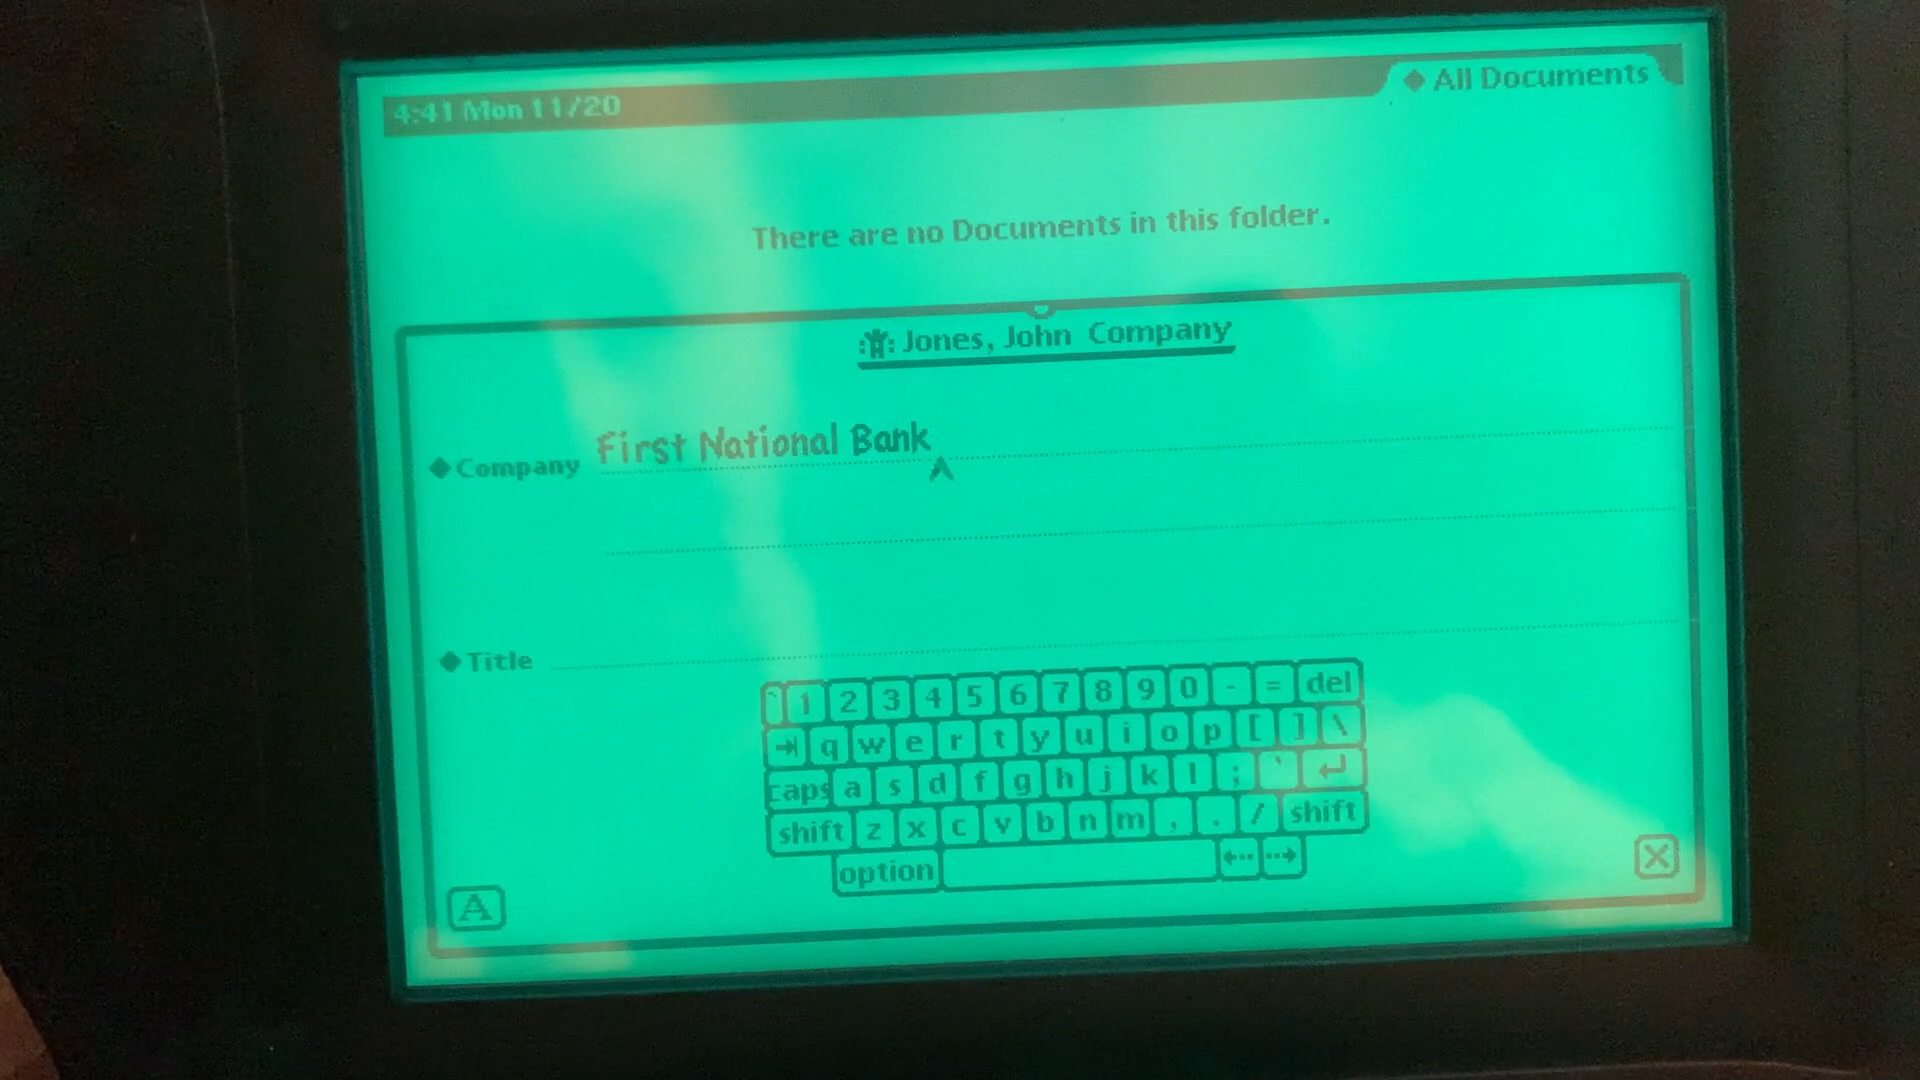 4:41 Mon 11/20
◆ All Documents
There are no Documents in this folder.
Jones, John Company
◆ Company First National Bank
◆ Title
` 1 2 3 4 5 6 7 8 9 0 - = del
q w e r t y u i o p [ ] \
caps a s d f g h j k l ; '
shift z x c v b n m , . / shift
option
A